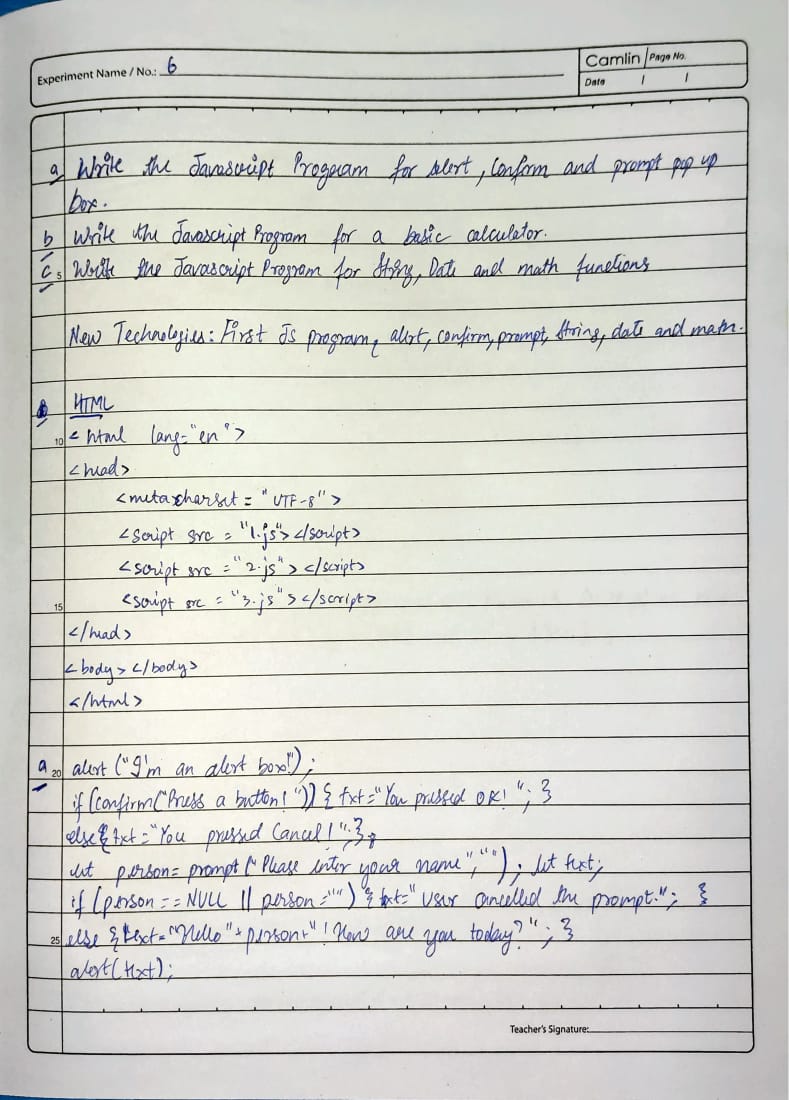 Experiment Name / No.: 6
Camlin Page No.
Date / /
a Write the Javascript Program for alert, Confirm and prompt pop up
box.
b Write the Javascript Program for a basic calculator.
c 5 Write the Javascript Program for String, Date and math functions
New Technologies: First Js program, alert, confirm, prompt, String, date and math.
HTML
10 < html lang="en">
<head>
<meta charset = "UTF-8">
<script src = "1.js"></script>
<script src = "2.js"></script>
15 <script src = "3.js"></script>
</head>
<body></body>
</html>
a 20 alert ("I'm an alert box!");
if (confirm("Press a button!")) { txt="You pressed OK!"; }
else{ txt="You pressed Cancel!"; };
let person= prompt ("Please enter your name",""); let text;
if (person == NULL || person ="") { txt=" User cancelled the prompt."; }
25 else { text="Hello"+person+"! How are you today?"; }
alert(txt);
Teacher's Signature: